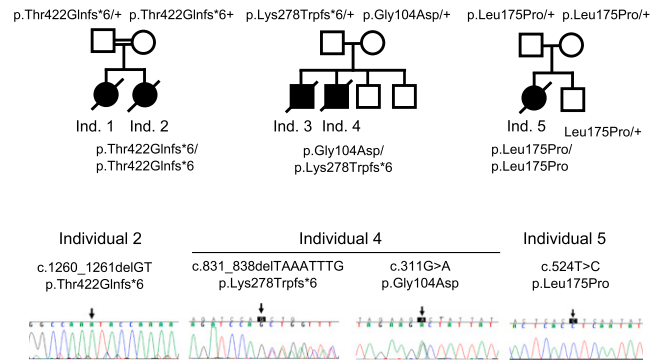 p.Thr422Glnfs*6/+ p.Thr422Glnfs*6+ p.Lys278Trpfs*6/+ p.Gly104Asp/+ p.Leu175Pro/+ p.Leu175Pro/+
Ind. 1 Ind. 2 Ind. 3 Ind. 4 Ind. 5 Leu175Pro/+
p.Thr422Glnfs*6/ p.Gly104Asp/ p.Leu175Pro/
p.Thr422Glnfs*6 p.Lys278Trpfs*6 p.Leu175Pro
Individual 2 Individual 4 Individual 5
c.1260_1261delGT c.831_838delTAAATTTG c.311G>A c.524T>C
p.Thr422Glnfs*6 p.Lys278Trpfs*6 p.Gly104Asp p.Leu175Pro